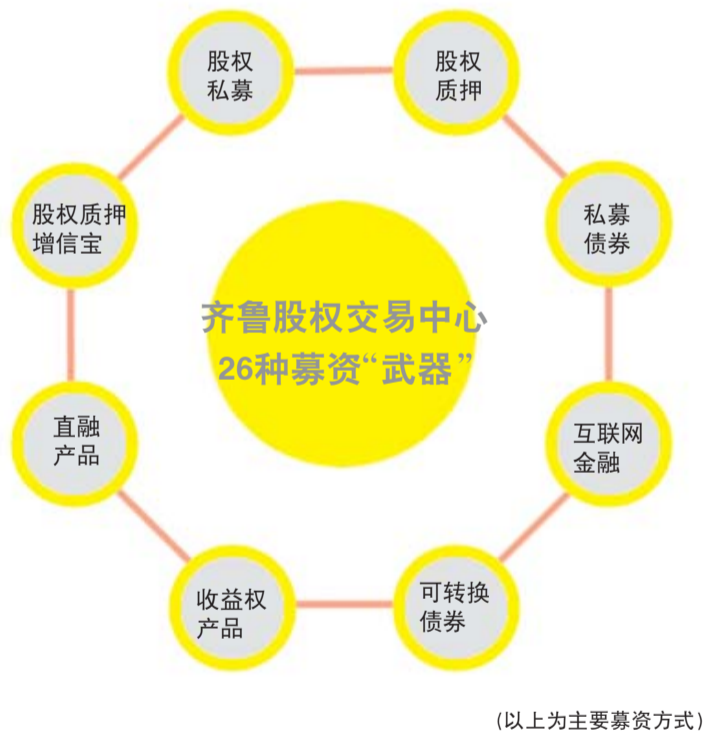 股权
私募
股权
质押
股权质押
增信宝
私募
债券
齐鲁股权交易中心
26种募资“武器”
直融
产品
互联网
金融
收益权
产品
可转换
债券
(以上为主要募资方式)